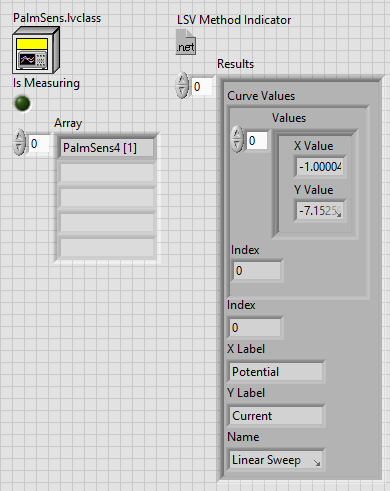 PalmSens.lvclass
LSV Method Indicator
.net
Is Measuring
Results
0
Array
0
PalmSens4 [1]
Curve Values
Values
0
X Value
-1.00004
Y Value
-7.1525
Index
0
Index
0
X Label
Potential
Y Label
Current
Name
Linear Sweep